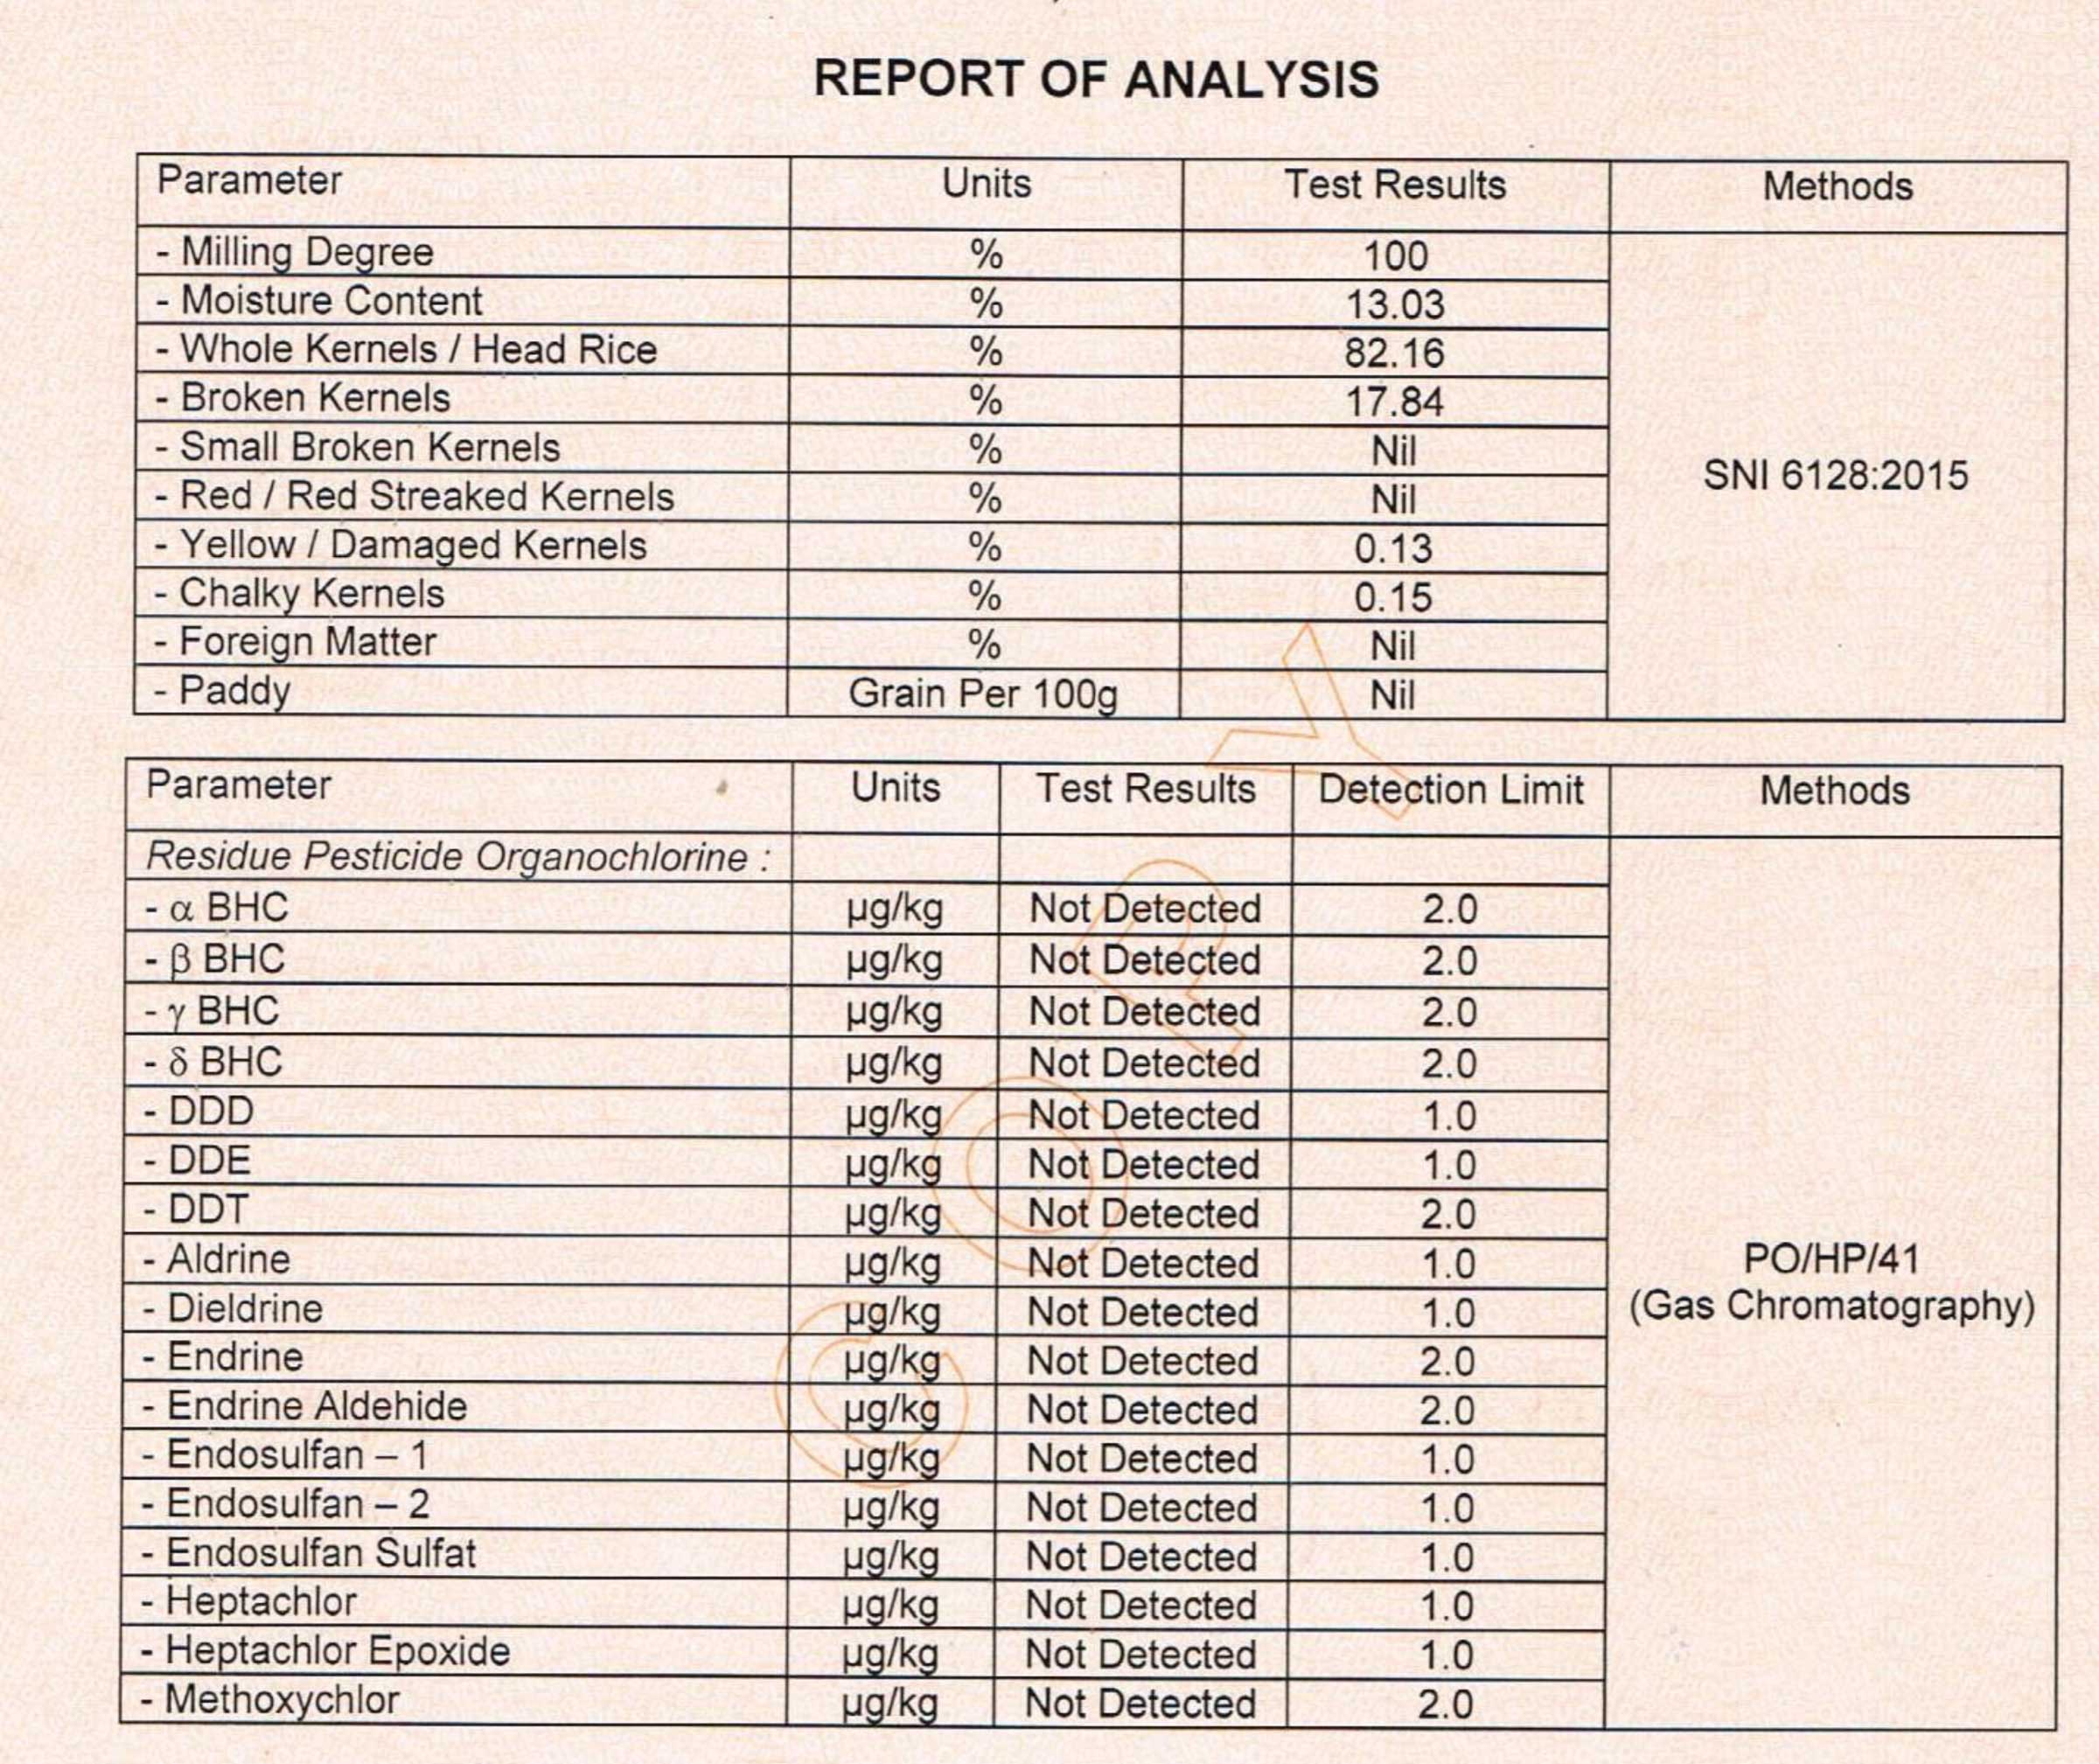 REPORT OF ANALYSIS
Parameter Units Test Results Methods
- Milling Degree % 100
- Moisture Content % 13.03
- Whole Kernels / Head Rice % 82.16
- Broken Kernels % 17.84
- Small Broken Kernels % Nil
SNI 6128:2015
- Red / Red Streaked Kernels % Nil
- Yellow / Damaged Kernels % 0.13
- Chalky Kernels % 0.15
- Foreign Matter % Nil
- Paddy Grain Per 100g Nil
Parameter Units Test Results Detection Limit Methods
Residue Pesticide Organochlorine :
- α BHC µg/kg Not Detected 2.0
- β BHC µg/kg Not Detected 2.0
- γ BHC µg/kg Not Detected 2.0
- δ BHC µg/kg Not Detected 2.0
- DDD µg/kg Not Detected 1.0
- DDE µg/kg Not Detected 1.0
- DDT µg/kg Not Detected 2.0
- Aldrine µg/kg Not Detected 1.0 PO/HP/41
- Dieldrine µg/kg Not Detected 1.0 (Gas Chromatography)
- Endrine µg/kg Not Detected 2.0
- Endrine Aldehide µg/kg Not Detected 2.0
- Endosulfan – 1 µg/kg Not Detected 1.0
- Endosulfan – 2 µg/kg Not Detected 1.0
- Endosulfan Sulfat µg/kg Not Detected 1.0
- Heptachlor µg/kg Not Detected 1.0
- Heptachlor Epoxide µg/kg Not Detected 1.0
- Methoxychlor µg/kg Not Detected 2.0
COPY